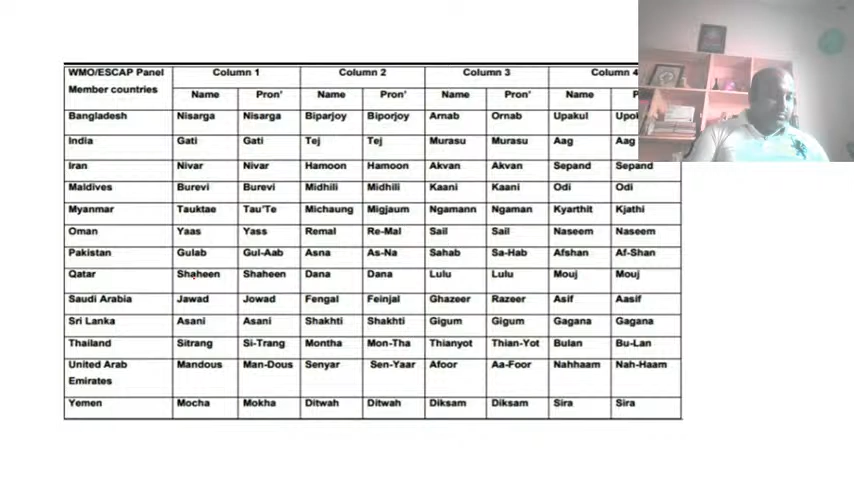 WMO/ESCAP Panel Member countries Column 1 Column 2 Column 3 Column 4
Name Pron' Name Pron' Name Pron' Name
Bangladesh Nisarga Nisarga Biparjoy Biporjoy Arnab Ornab Upakul
India Gati Gati Tej Tej Murasu Murasu Aag Aag
Iran Nivar Nivar Hamoon Hamoon Akvan Akvan Sepand Sepand
Maldives Burevi Burevi Midhili Midhili Kaani Kaani Odi Odi
Myanmar Tauktae Tau'Te Michaung Migjaum Ngamann Ngaman Kyarthit Kjathi
Oman Yaas Yass Remal Re-Mal Sail Sail Naseem Naseem
Pakistan Gulab Gul-Aab Asna As-Na Sahab Sa-Hab Afshan Af-Shan
Qatar Shaheen Shaheen Dana Dana Lulu Lulu Mouj Mouj
Saudi Arabia Jawad Jowad Fengal Feinjal Ghazeer Razeer Asif Aasif
Sri Lanka Asani Asani Shakhti Shakhti Gigum Gigum Gagana Gagana
Thailand Sitrang Si-Trang Montha Mon-Tha Thianyot Thian-Yot Bulan Bu-Lan
United Arab Emirates Mandous Man-Dous Senyar Sen-Yaar Afoor Aa-Foor Nahhaam Nah-Haam
Yemen Mocha Mokha Ditwah Ditwah Diksam Diksam Sira Sira